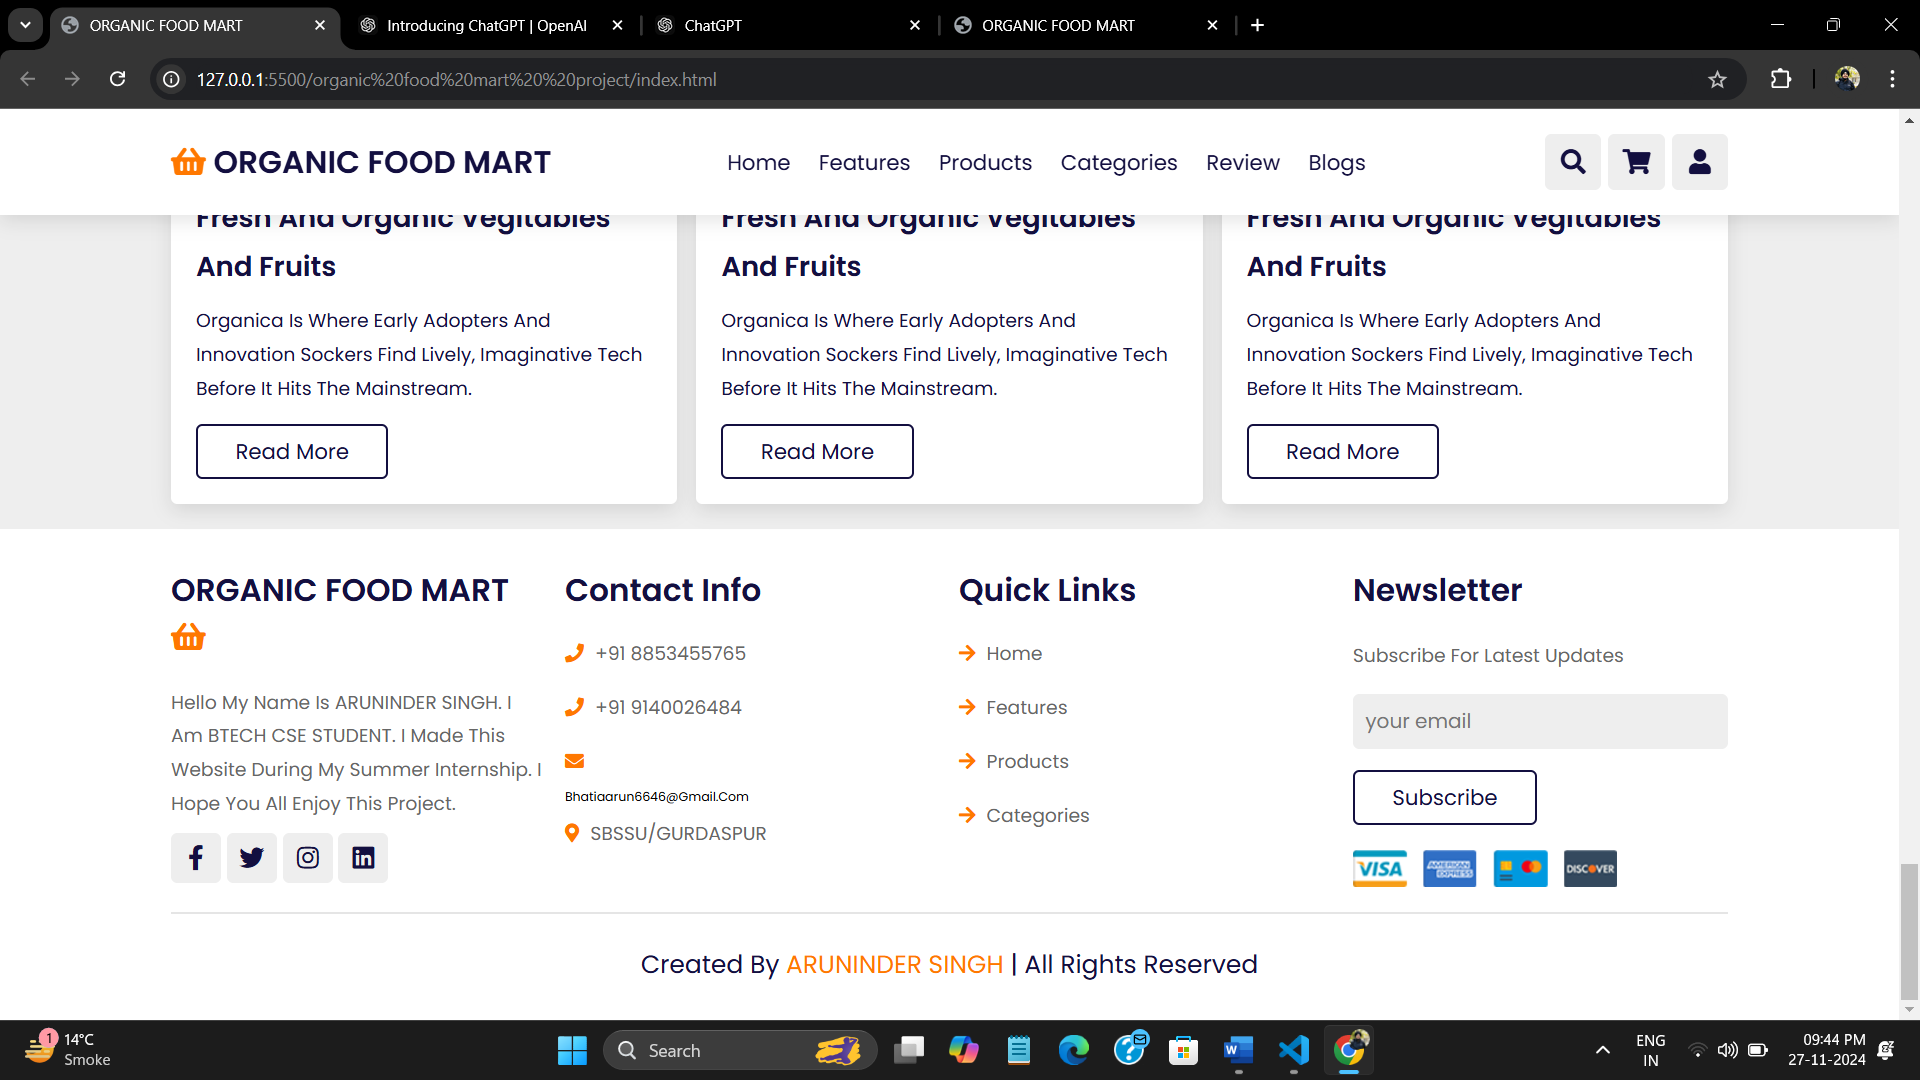 ORGANIC FOOD MART
Introducing ChatGPT | OpenAI
ChatGPT
ORGANIC FOOD MART
127.0.0.1:5500/organic%20food%20mart%20%20project/index.html
ORGANIC FOOD MART
Home Features Products Categories Review Blogs
Fresh And Organic Vegitables
And Fruits
Organica Is Where Early Adopters And
Innovation Sockers Find Lively, Imaginative Tech
Before It Hits The Mainstream.
Read More
Fresh And Organic Vegitables
And Fruits
Organica Is Where Early Adopters And
Innovation Sockers Find Lively, Imaginative Tech
Before It Hits The Mainstream.
Read More
Fresh And Organic Vegitables
And Fruits
Organica Is Where Early Adopters And
Innovation Sockers Find Lively, Imaginative Tech
Before It Hits The Mainstream.
Read More
ORGANIC FOOD MART
Hello My Name Is ARUNINDER SINGH. I
Am BTECH CSE STUDENT. I Made This
Website During My Summer Internship. I
Hope You All Enjoy This Project.
Contact Info
+91 8853455765
+91 9140026484
Bhatiaarun6646@Gmail.Com
SBSSU/GURDASPUR
Quick Links
Home
Features
Products
Categories
Newsletter
Subscribe For Latest Updates
your email
Subscribe
VISA
AMERICAN EXPRESS
DISCOVER
Created By ARUNINDER SINGH | All Rights Reserved
1
14°C
Smoke
Search
ENG
IN
09:44 PM
27-11-2024